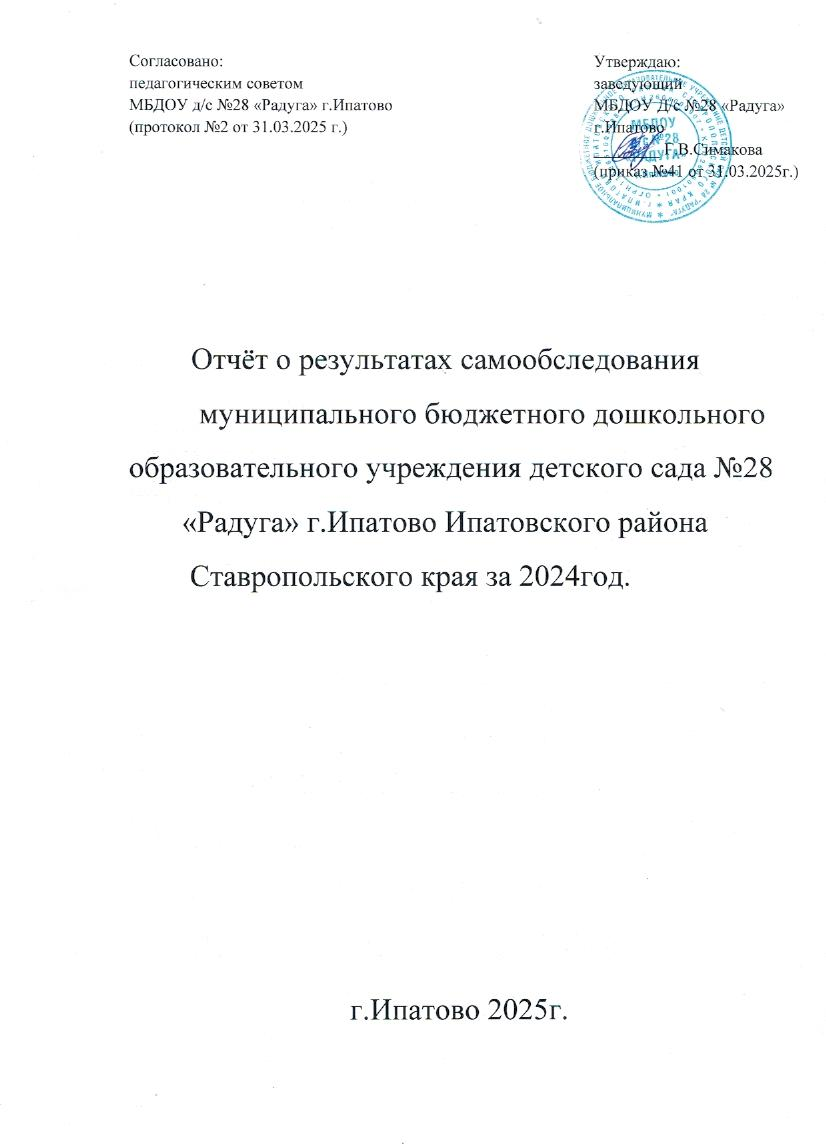 Согласовано:
педагогическим советом
МБДОУ д/с №28 «Радуга» г.Ипатово
(протокол №2 от 31.03.2025 г.)
Утверждаю:
заведующий
МБДОУ Д/с №28 «Радуга»
г.Ипатово
Г.В.Симакова
(приказ №41 от 31.03.2025г.)
МБДОУ
№28
Отчёт о результатах самообследования
муниципального бюджетного дошкольного
образовательного учреждения детского сада №28
«Радуга» г.Ипатово Ипатовского района
Ставропольского края за 2024год.
г.Ипатово 2025г.